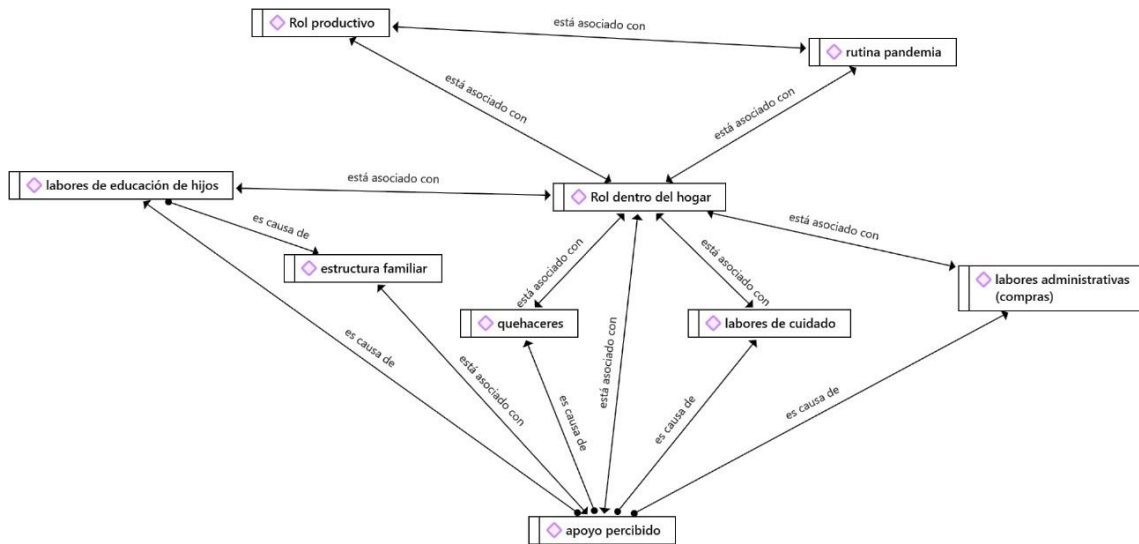 está asociado con
Rol productivo
rutina pandemia
está asociado con
está asociado con
labores de educación de hijos
está asociado con
Rol dentro del hogar
es causa de
está asociado con
estructura familiar
está asociado con
está asociado con
labores administrativas
(compras)
quehaceres
labores de cuidado
es causa de
está asociado con
es causa de
está asociado con
es causa de
es causa de
apoyo percibido